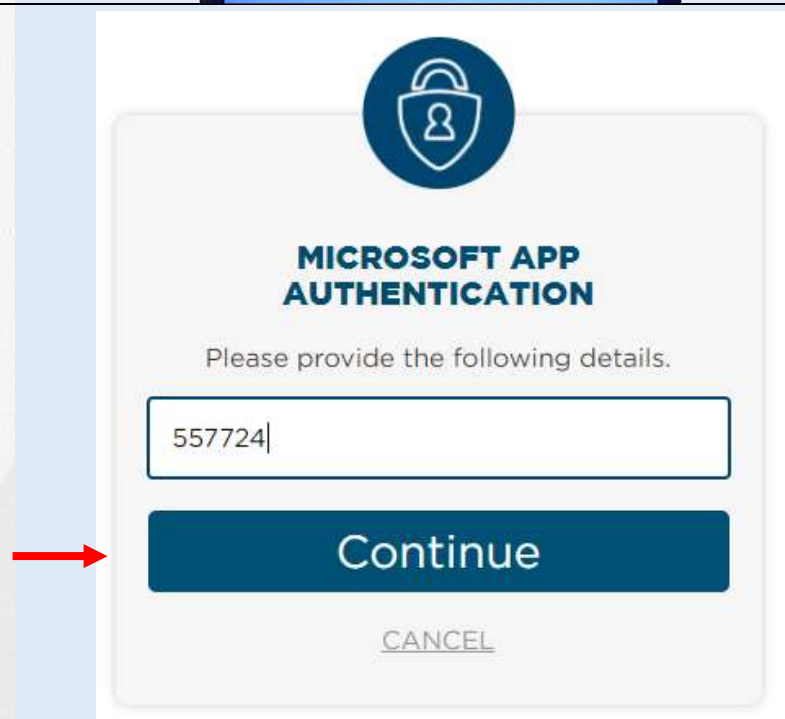 MICROSOFT APP
AUTHENTICATION
Please provide the following details.
557724
Continue
CANCEL